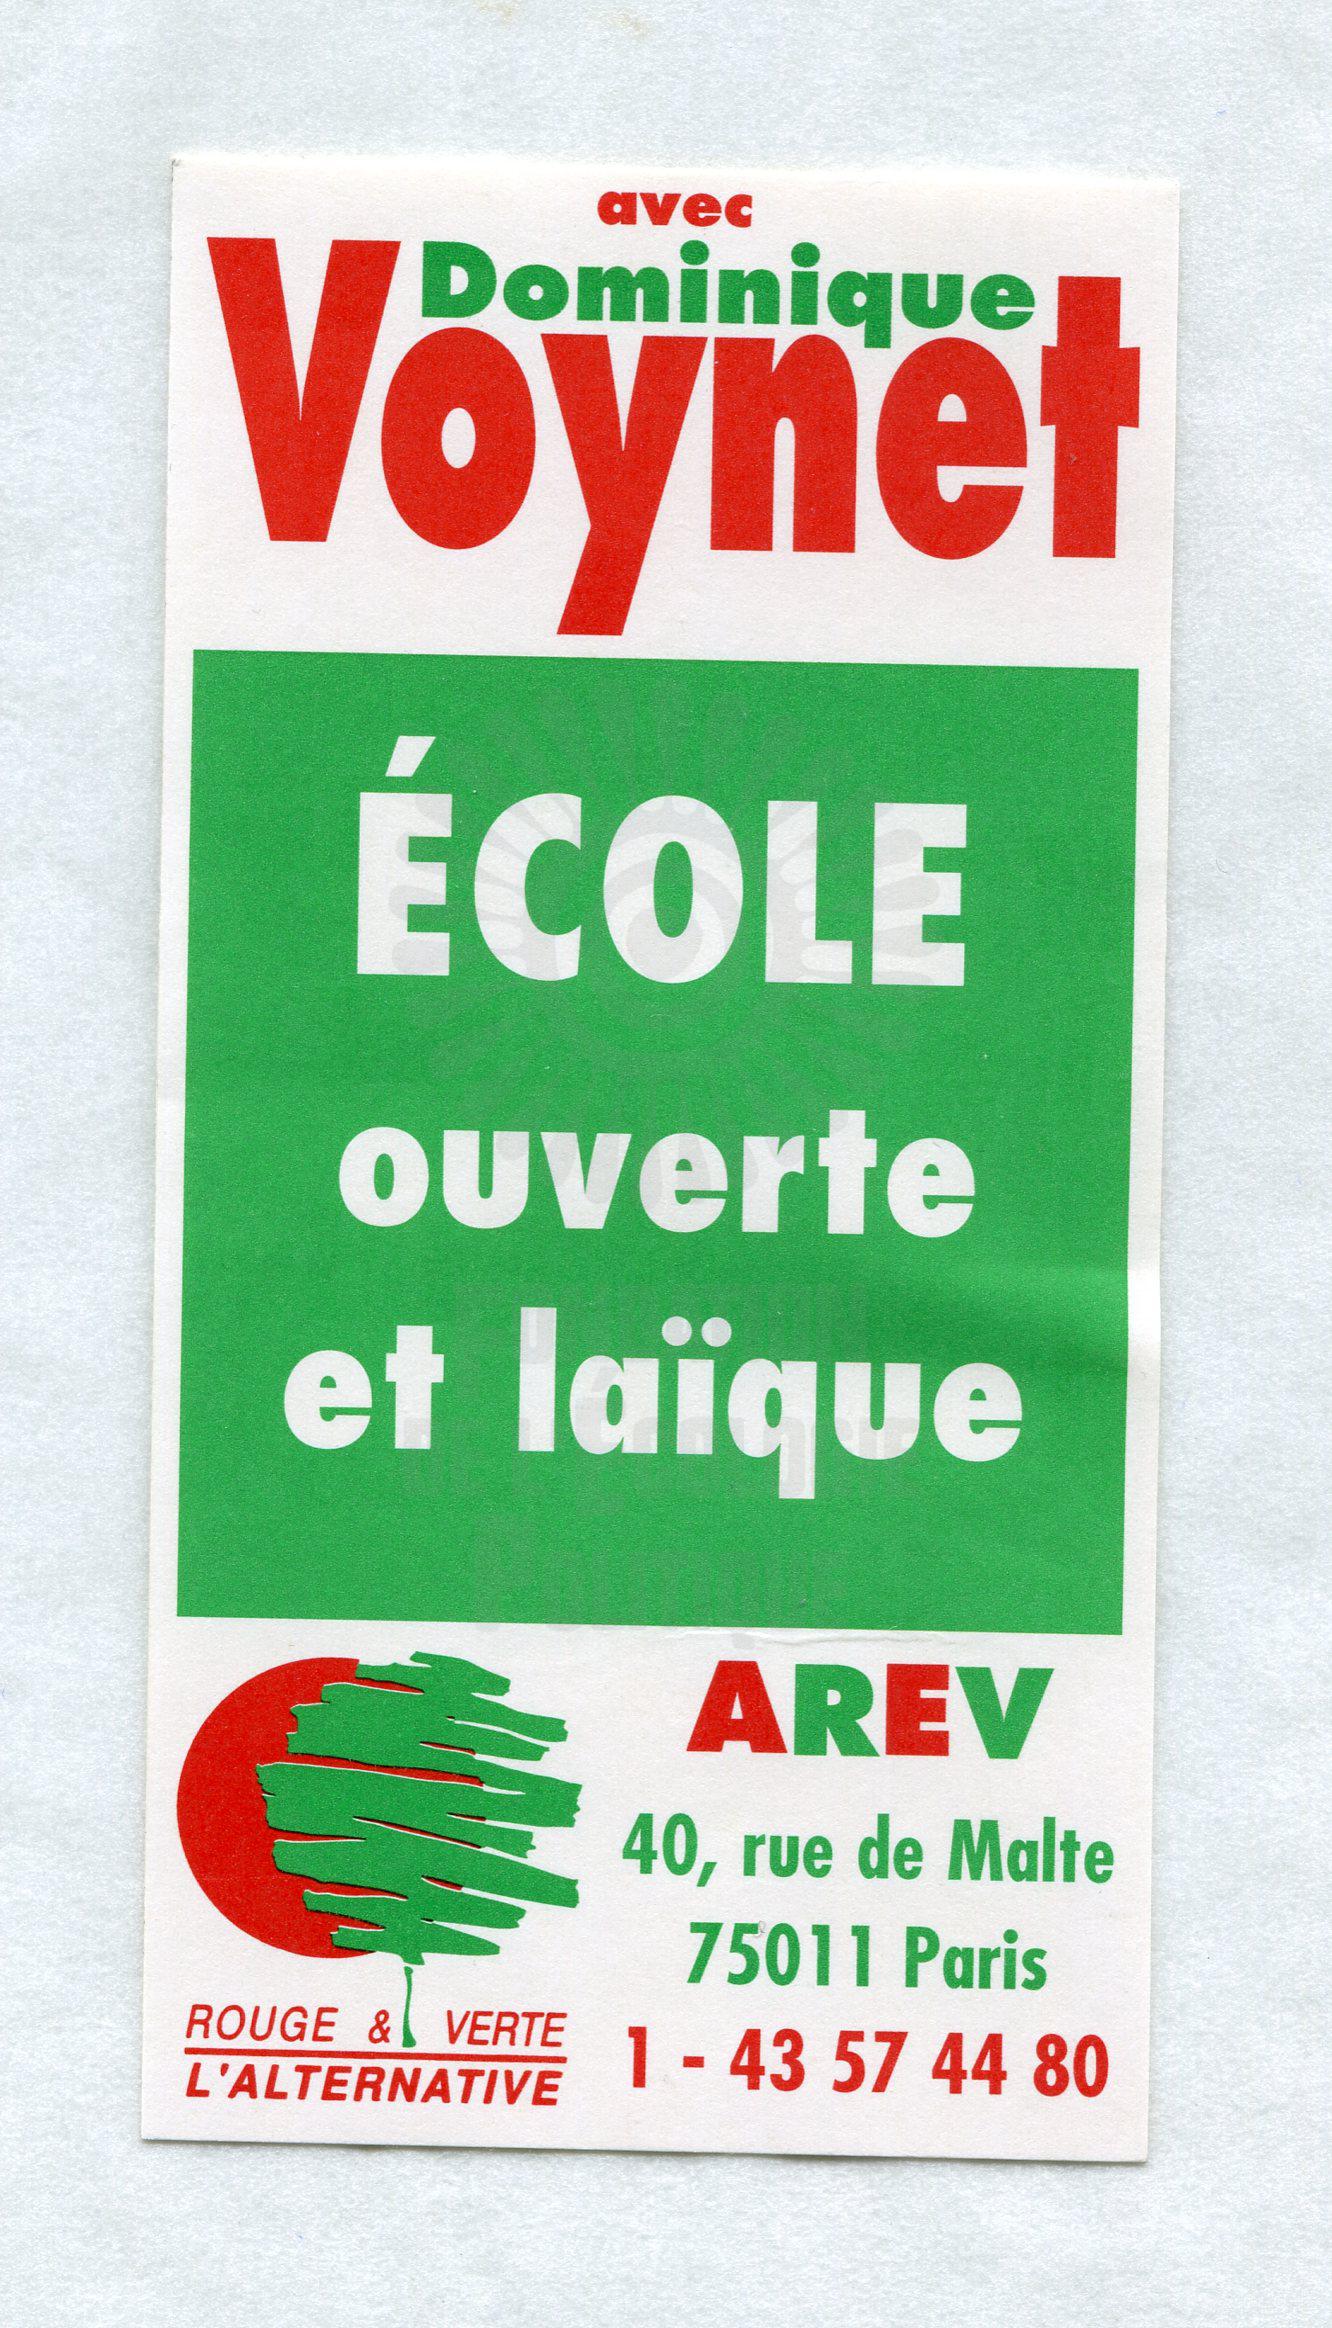 avec
Dominique
Voynet
ÉCOLE
ouverte
et laïque
AREV
40, rue de Malte
75011 Paris
1 - 43 57 44 80
ROUGE & VERTE
L'ALTERNATIVE